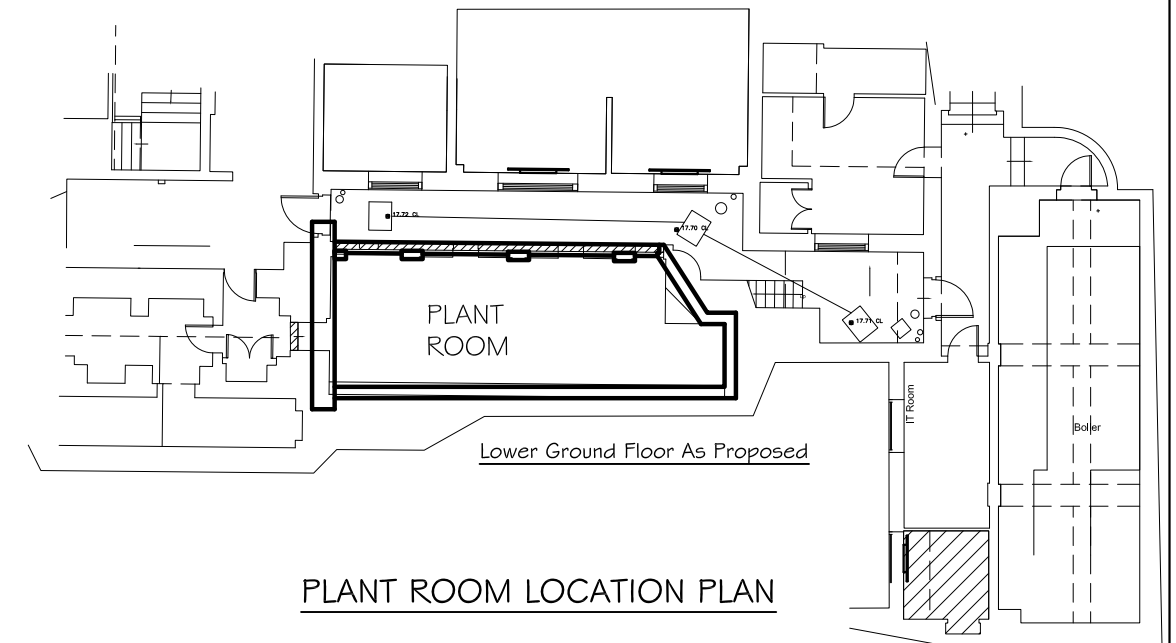 17.72 CL
17.70 CL
PLANT
ROOM
17.71 CL
IT Room
Boiler
Lower Ground Floor As Proposed
PLANT ROOM LOCATION PLAN